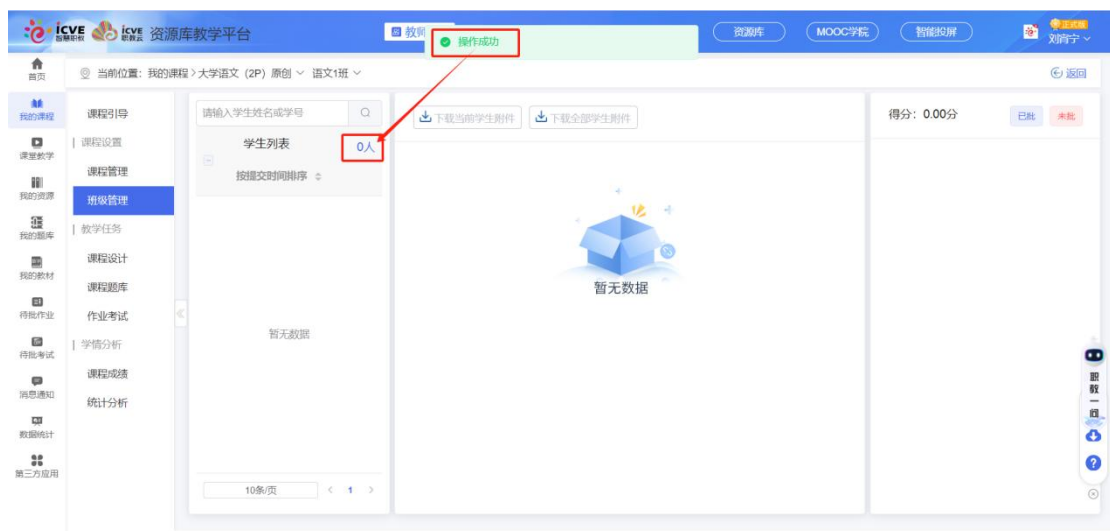 icve 智慧职教 icve 职教云 资源库教学平台
教师
操作成功
资源库
MOOC学院
智能投屏
正式版
刘甯宁
首页
当前位置：我的课程 > 大学语文（2P）原创 语文1班
返回
我的课程
课堂教学
我的资源
我的题库
我的教材
待批作业
待批考试
消息通知
数据统计
第三方应用
课程引导
课程设置
课程管理
班级管理
教学任务
课程设计
课程题库
作业考试
学情分析
课程成绩
统计分析
请输入学生姓名或学号
学生列表 0人
按提交时间排序
暂无数据
10条/页 < 1 >
下载当前学生附件 下载全部学生附件
暂无数据
得分：0.00分 已批 未批
职教一问